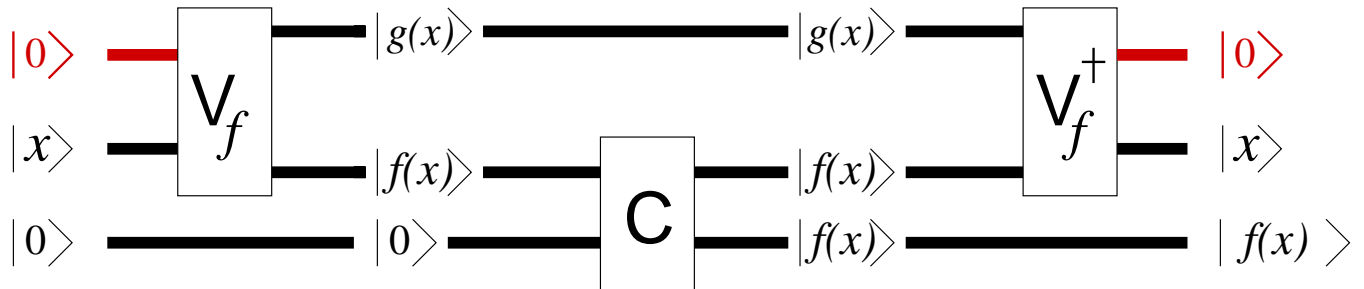 |0⟩ V_f |g(x)⟩ |g(x)⟩ V_f^† |0⟩
|x⟩ |f(x)⟩ C |f(x)⟩ |x⟩
|0⟩ |0⟩ |f(x)⟩ | f(x) ⟩